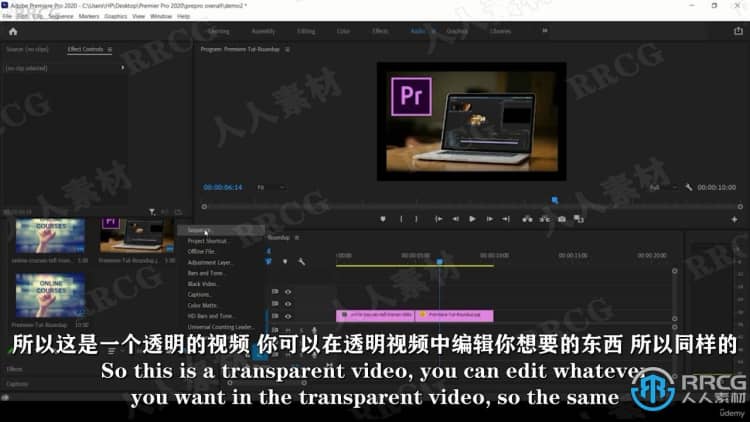 Adobe Premiere Pro 2020 - C:\Users\HP\Desktop\Premier Pro 2020\prepro overall\demo2 *
File Edit Clip Sequence Markers Graphics View Window Help
Learning Assembly Editing Color Effects Audio Graphics Libraries
Source: (no clips) Effect Controls
Program: Premiere-Tut-Roundup
(no clip selected)
Pr
00:00:06:14 Fit Full 00:00:10:00
ONLINE COURSES
Sequence...
Project Shortcut...
Offline File...
Adjustment Layer...
Bars and Tone...
Black Video...
Captions...
Color Matte...
HD Bars and Tone...
Universal Counting Leader...
Premiere-Tut-Roundup.j...
Roundup
:00:00 00:00:05:00 00:00:10:00 00:00:15:00 00:00:20:00
Premiere-Tut-Roundup.jpg
ONLINE COURSES
Premiere-Tut-Roundup 10:00
所以这是一个透明的视频 你可以在透明视频中编辑你想要的东西 所以同样的
So this is a transparent video, you can edit whatever
you want in the transparent video, so the same
Effects
Captions
RRCG
人人素材
Udemy